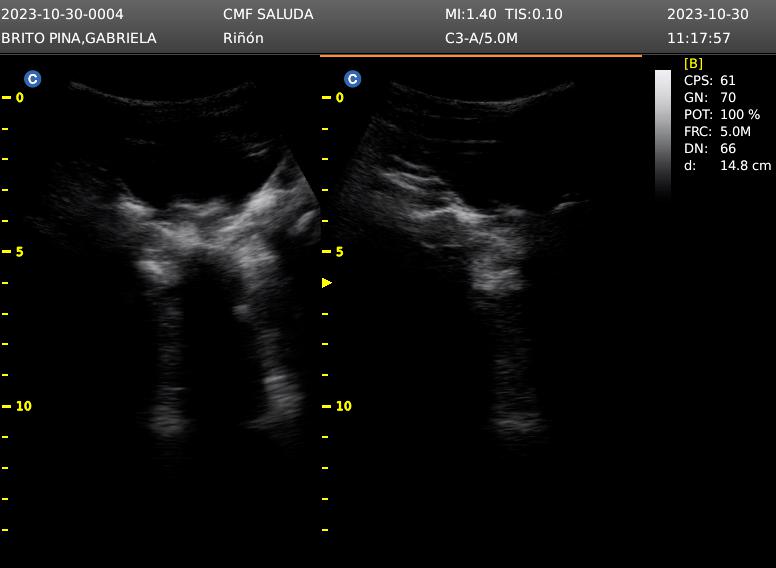 2023-10-30-0004 CMF SALUDA MI:1.40 TIS:0.10 2023-10-30
BRITO PINA,GABRIELA Riñón C3-A/5.0M 11:17:57
[B]
CPS: 61
GN: 70
POT: 100 %
FRC: 5.0M
DN: 66
d: 14.8 cm
C C
0 0
5 5
10 10